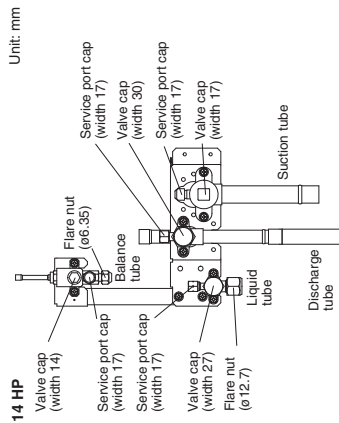 Unit: mm
14 HP
Valve cap
(width 14)
Service port cap
(width 17)
Service port cap
(width 17)
Valve cap
(width 27)
Flare nut
(ø12.7)
Flare nut
(ø6.35)
Balance
tube
Liquid
tube
Discharge
tube
Service port cap
(width 17)
Valve cap
(width 30)
Service port cap
(width 17)
Valve cap
(width 17)
Suction tube